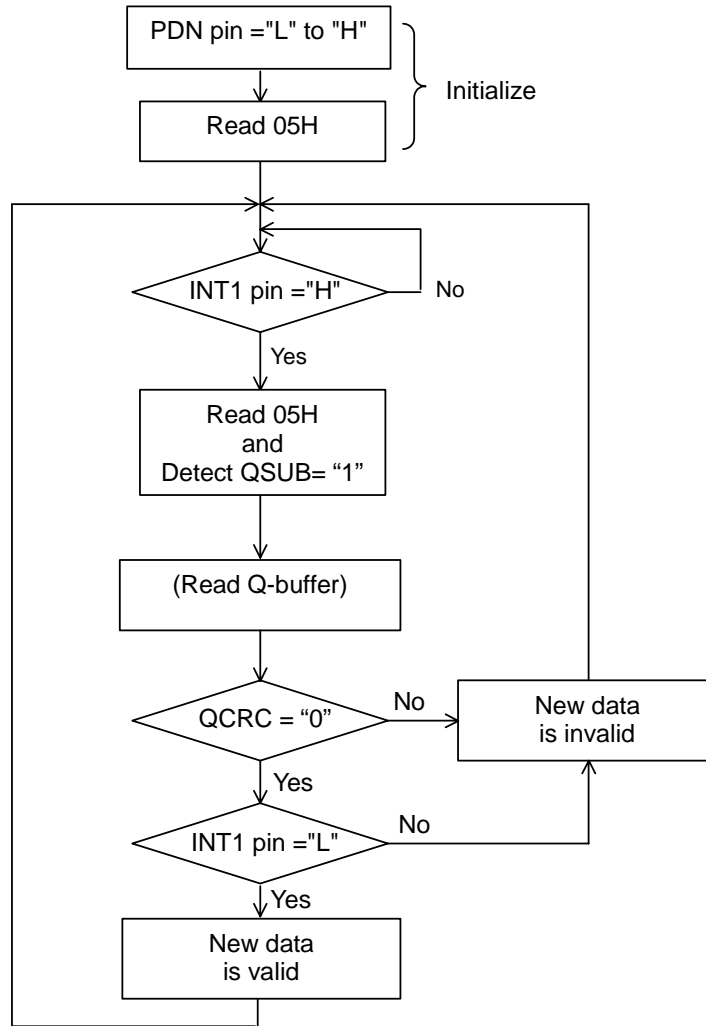 PDN pin ="L" to "H"
Initialize
Read 05H
INT1 pin ="H"
No
Yes
Read 05H
and
Detect QSUB= “1”
(Read Q-buffer)
QCRC = “0”
No
New data
is invalid
Yes
INT1 pin ="L"
No
Yes
New data
is valid